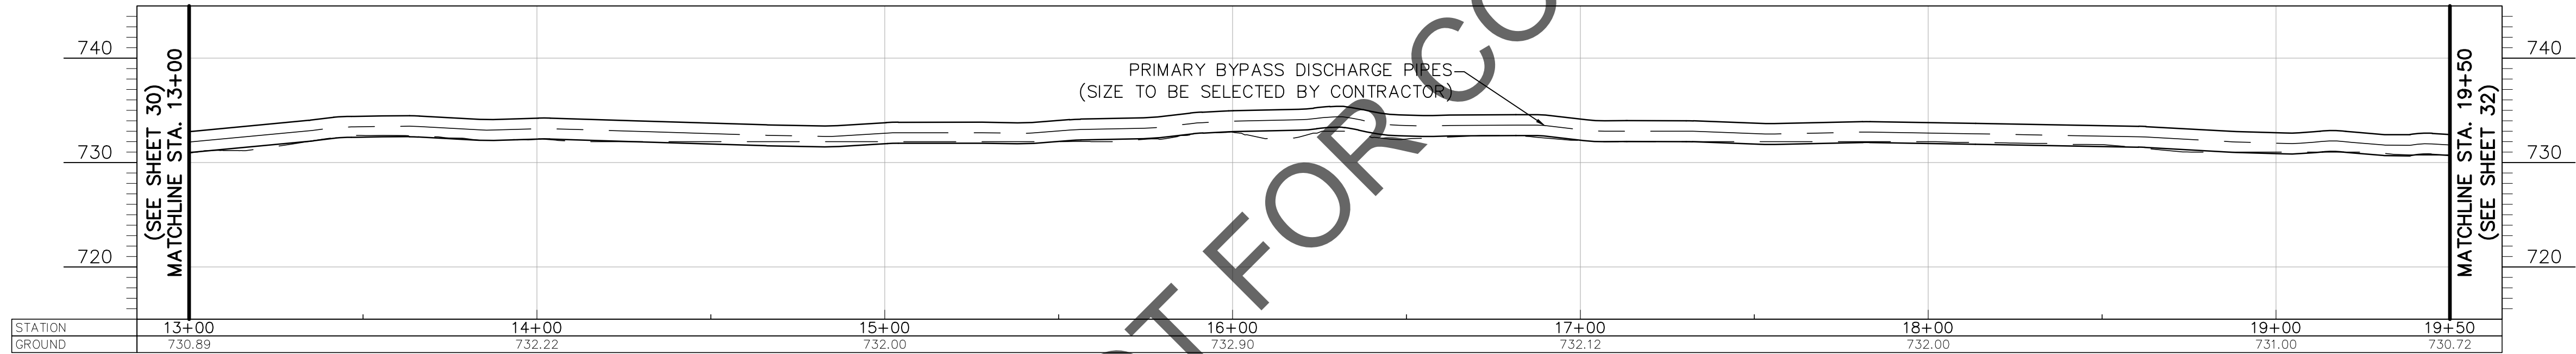 740
730
720
(SEE SHEET 30)
MATCHLINE STA. 13+00
PRIMARY BYPASS DISCHARGE PIPES
(SIZE TO BE SELECTED BY CONTRACTOR)
T FOR CO
MATCHLINE STA. 19+50
(SEE SHEET 32)
740
730
720
STATION 13+00 14+00 15+00 16+00 17+00 18+00 19+00 19+50
GROUND 730.89 732.22 732.00 732.90 732.12 732.00 731.00 730.72